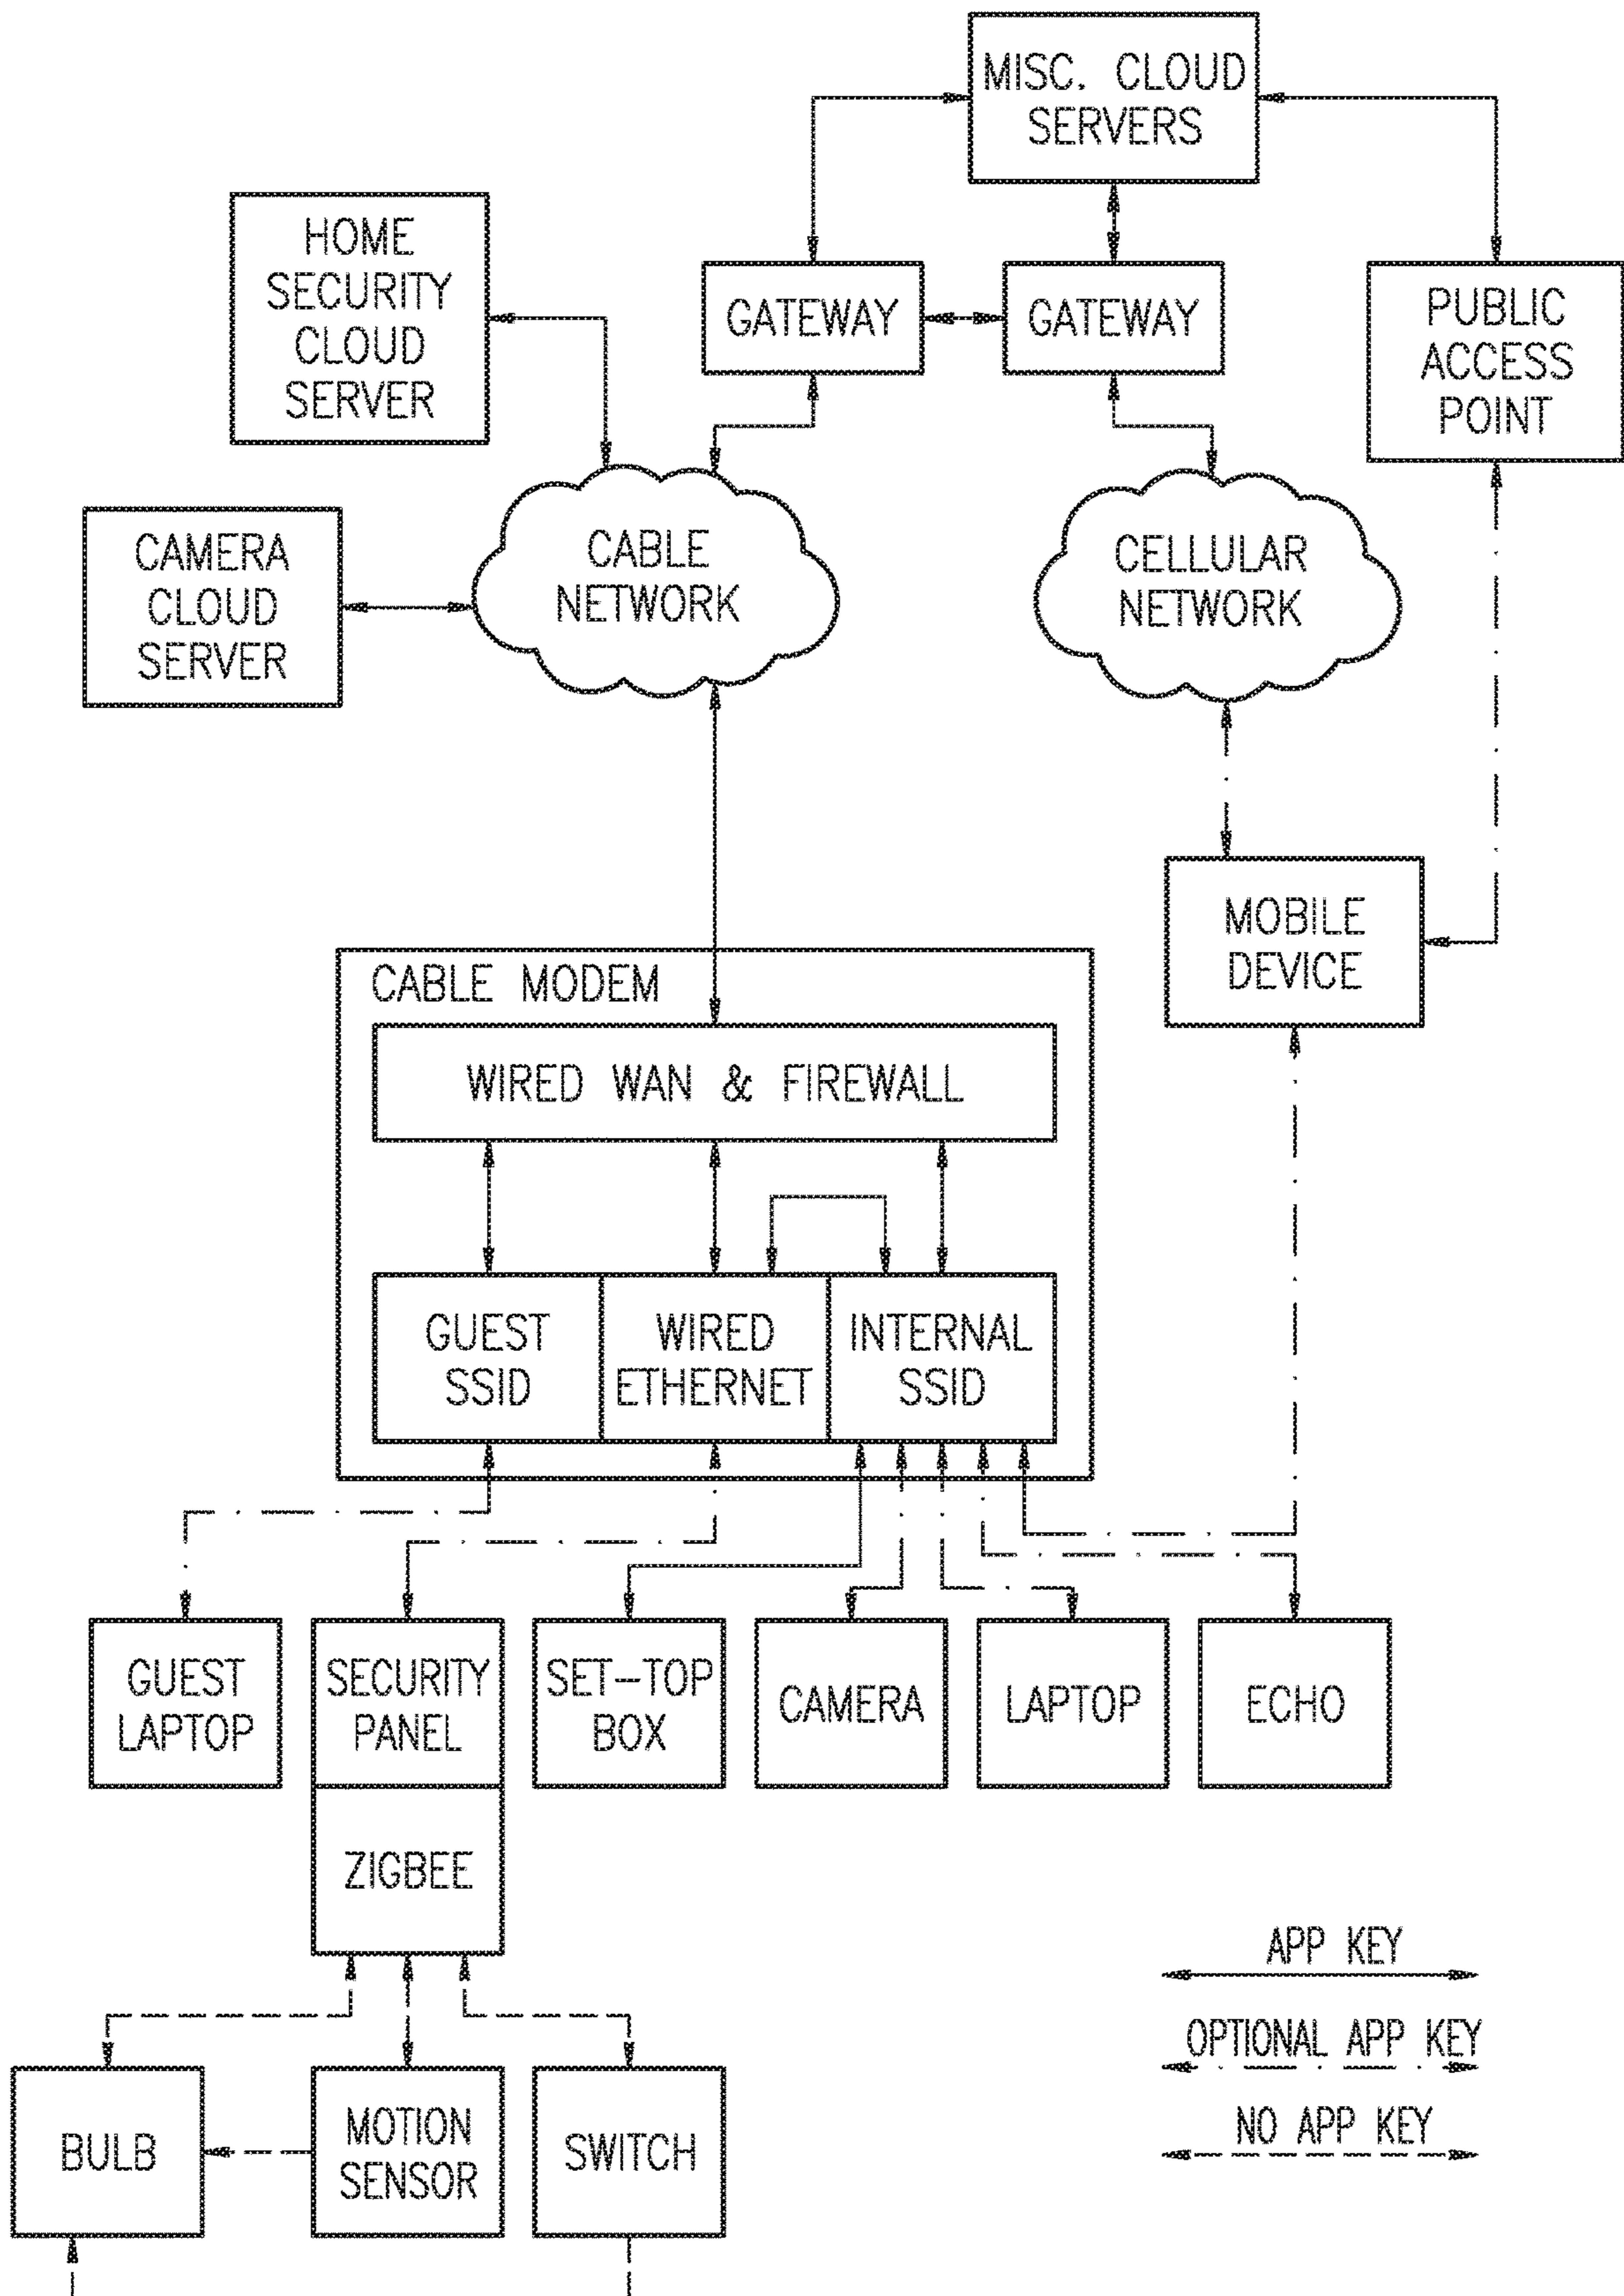 MISC. CLOUD
SERVERS
HOME
SECURITY
CLOUD
SERVER
GATEWAY
GATEWAY
PUBLIC
ACCESS
POINT
CAMERA
CLOUD
SERVER
CABLE
NETWORK
CELLULAR
NETWORK
MOBILE
DEVICE
CABLE MODEM
WIRED WAN & FIREWALL
GUEST
SSID
WIRED
ETHERNET
INTERNAL
SSID
GUEST
LAPTOP
SECURITY
PANEL
SET-TOP
BOX
CAMERA
LAPTOP
ECHO
ZIGBEE
BULB
MOTION
SENSOR
SWITCH
APP KEY
OPTIONAL APP KEY
NO APP KEY